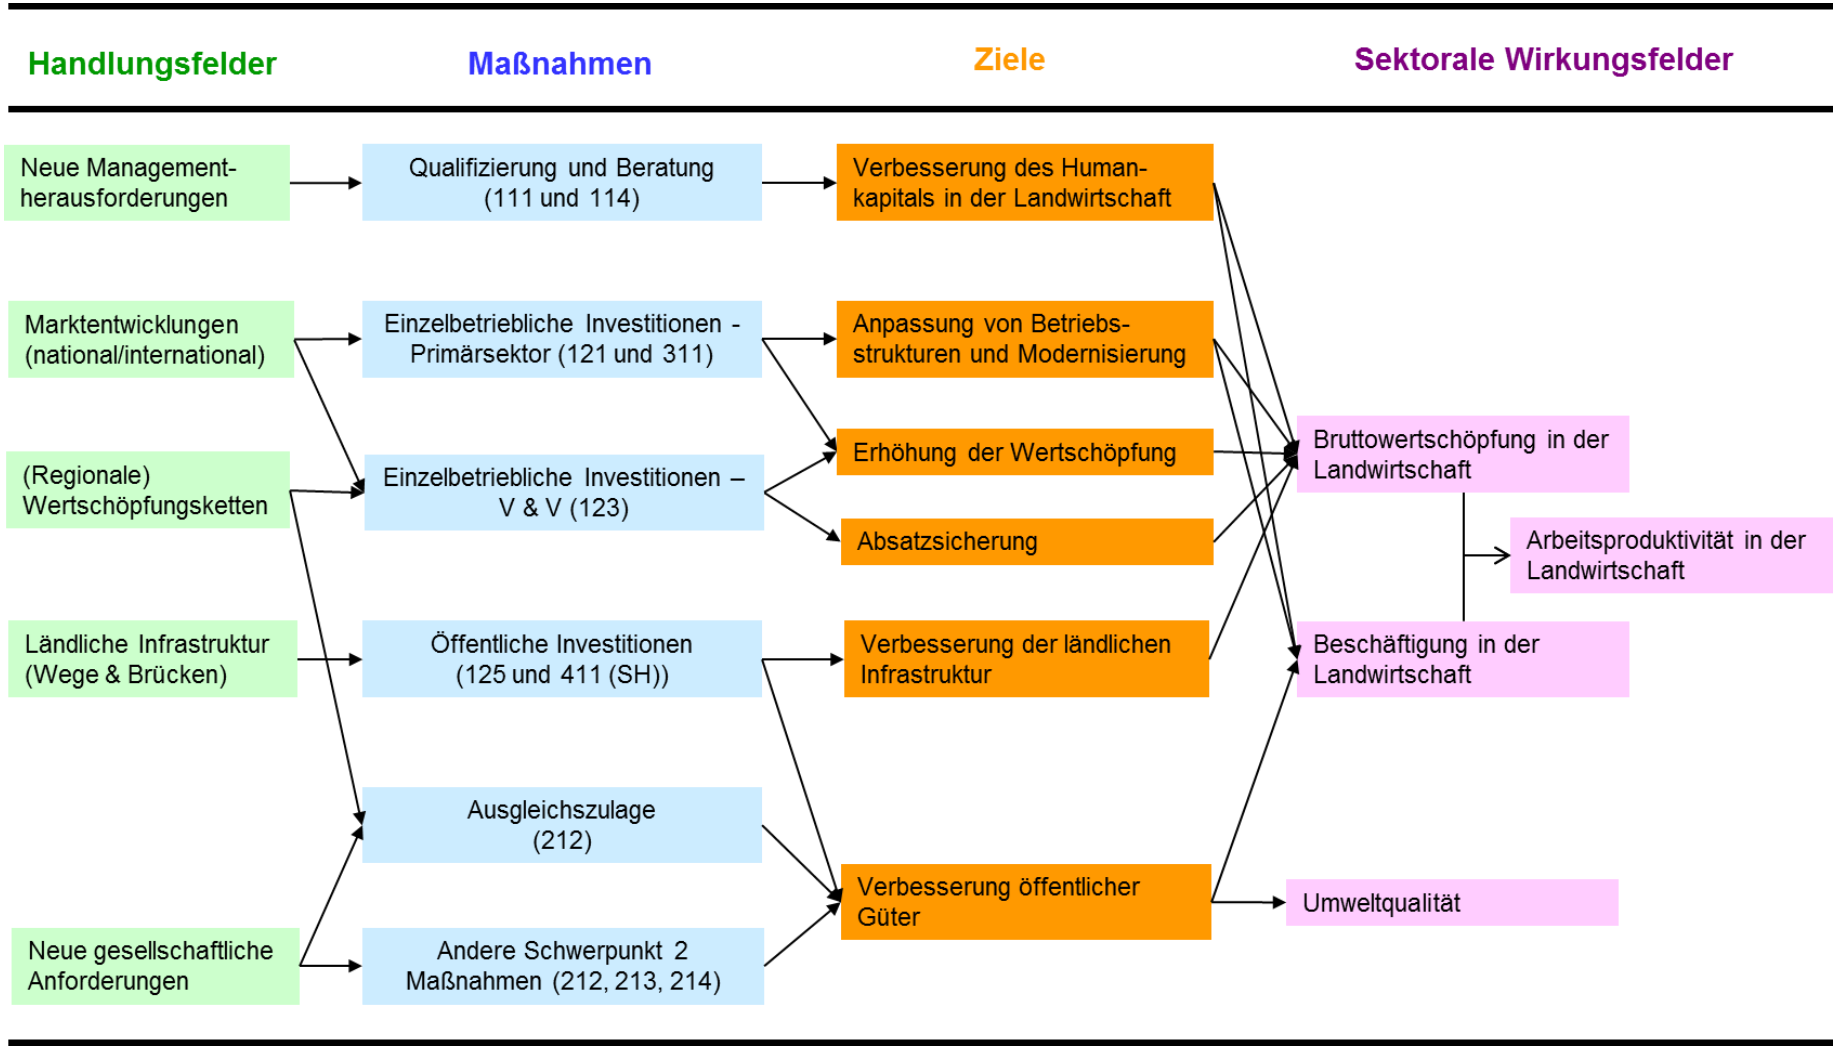 Handlungsfelder
Maßnahmen
Ziele
Sektorale Wirkungsfelder
Neue Management-
herausforderungen
Qualifizierung und Beratung
(111 und 114)
Verbesserung des Human-
kapitals in der Landwirtschaft
Marktentwicklungen
(national/international)
Einzelbetriebliche Investitionen -
Primärsektor (121 und 311)
Anpassung von Betriebs-
strukturen und Modernisierung
(Regionale)
Wertschöpfungsketten
Einzelbetriebliche Investitionen –
V & V (123)
Erhöhung der Wertschöpfung
Absatzsicherung
Bruttowertschöpfung in der
Landwirtschaft
Arbeitsproduktivität in der
Landwirtschaft
Ländliche Infrastruktur
(Wege & Brücken)
Öffentliche Investitionen
(125 und 411 (SH))
Verbesserung der ländlichen
Infrastruktur
Beschäftigung in der
Landwirtschaft
Ausgleichszulage
(212)
Verbesserung öffentlicher
Güter
Umweltqualität
Neue gesellschaftliche
Anforderungen
Andere Schwerpunkt 2
Maßnahmen (212, 213, 214)